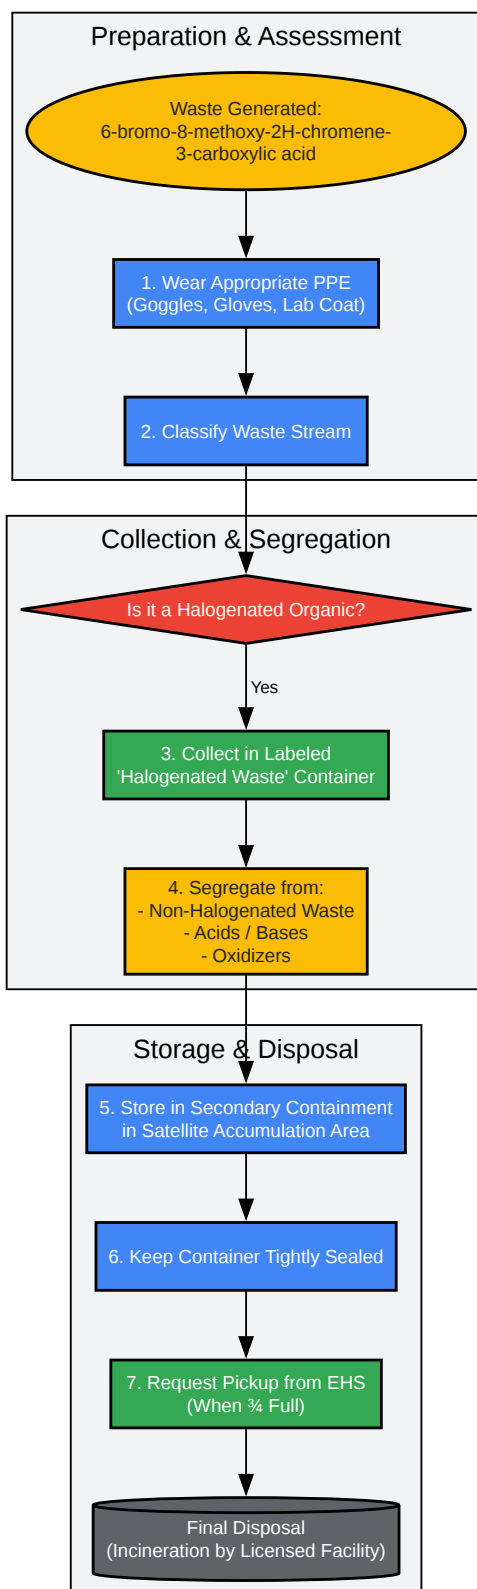 Preparation & Assessment
Waste Generated:
6-bromo-8-methoxy-2H-chromene-
3-carboxylic acid
1. Wear Appropriate PPE
(Goggles, Gloves, Lab Coat)
2. Classify Waste Stream
Collection & Segregation
Is it a Halogenated Organic?
Yes
3. Collect in Labeled
'Halogenated Waste' Container
4. Segregate from:
- Non-Halogenated Waste
- Acids / Bases
- Oxidizers
Storage & Disposal
5. Store in Secondary Containment
in Satellite Accumulation Area
6. Keep Container Tightly Sealed
7. Request Pickup from EHS
(When ¾ Full)
Final Disposal
(Incineration by Licensed Facility)